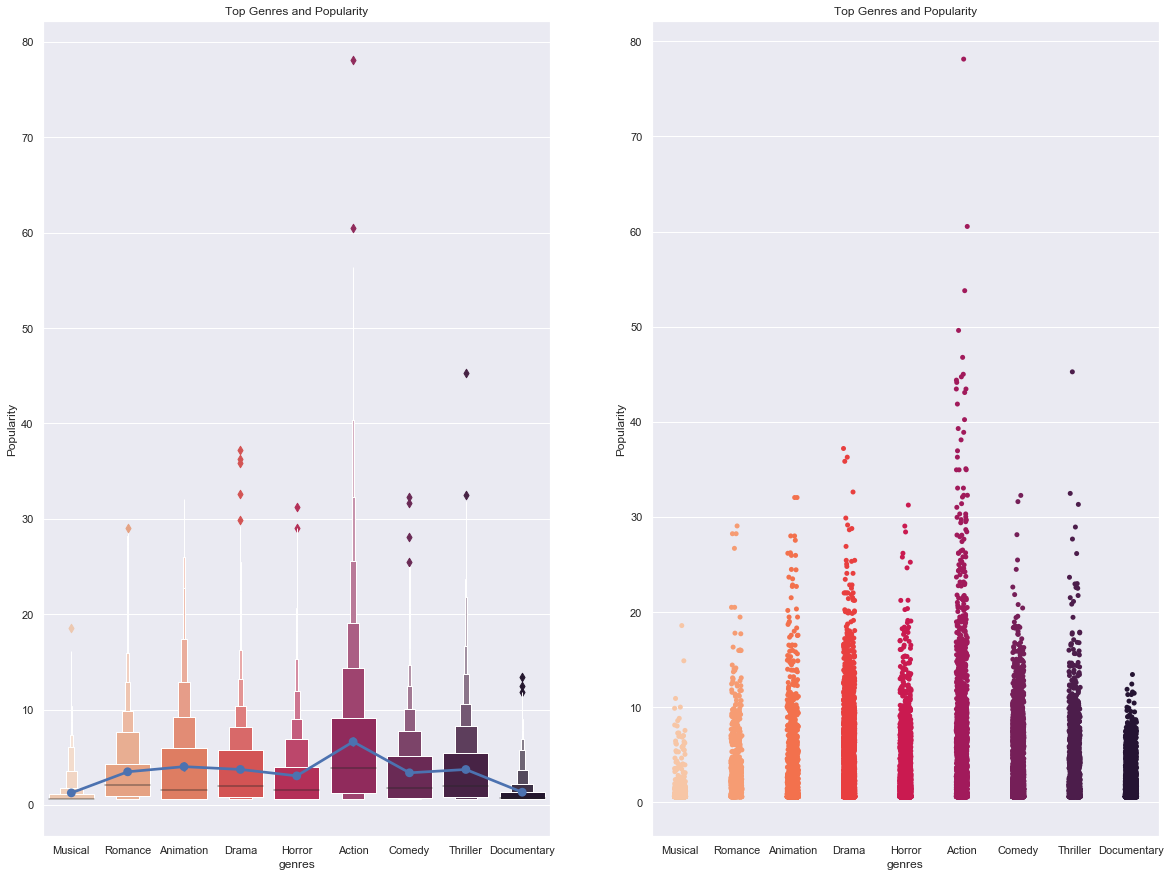 Top Genres and Popularity
80
70
60
50
40
30
20
10
0
Popularity
Musical Romance Animation Drama Horror Action Comedy Thriller Documentary
genres
Top Genres and Popularity
80
70
60
50
40
30
20
10
0
Popularity
Musical Romance Animation Drama Horror Action Comedy Thriller Documentary
genres